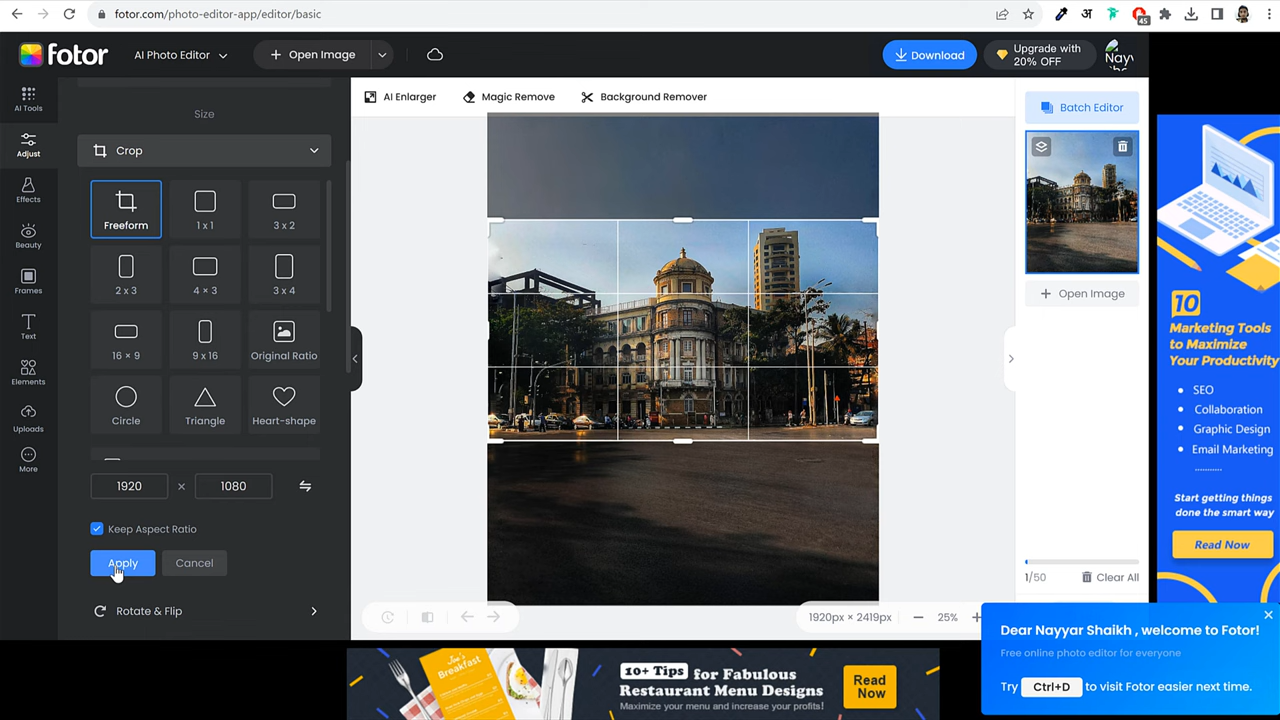 fotor.com/photo-editor-app/editor/basic
अ
45
fotor
AI Photo Editor
Open Image
Download
Upgrade with
20% OFF
AI Tools
Adjust
Effects
Beauty
Frames
Text
Elements
Uploads
More
Size
Crop
Freeform
1 x 1
3 x 2
2 x 3
4 x 3
3 x 4
16 x 9
9 x 16
Original Ratio
Circle
Triangle
Heart-shape
1920 × 1080
Keep Aspect Ratio
Apply
Cancel
Rotate & Flip
AI Enlarger
Magic Remove
Background Remover
1920px × 2419px
25%
Batch Editor
Open Image
1/50
Clear All
10
Marketing Tools
to Maximize
Your Productivity
SEO
Collaboration
Graphic Design
Email Marketing
Start getting things
done the smart way
Read Now
Dear Nayyar Shaikh , welcome to Fotor!
Free online photo editor for everyone
Try Ctrl+D to visit Fotor easier next time.
Joe's
Breakfast
10+ Tips for Fabulous
Restaurant Menu Designs
Maximize your menu and increase your profits!
Read
Now